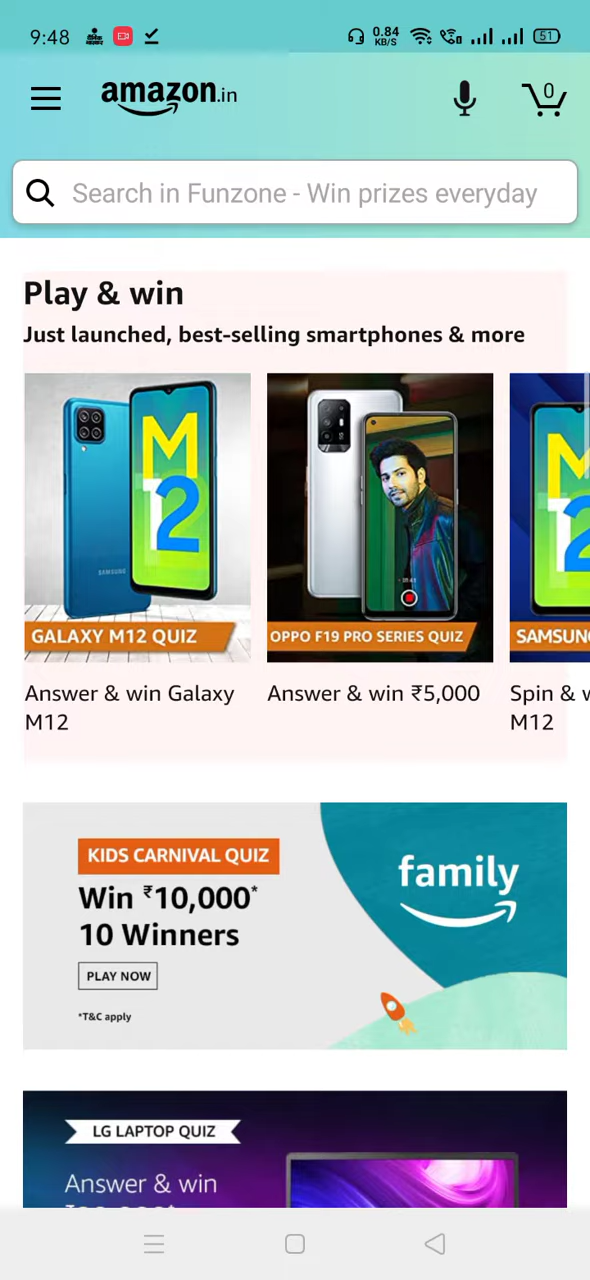 9:48
0.84
KB/S
51
amazon.in
0
Search in Funzone - Win prizes everyday
Play & win
Just launched, best-selling smartphones & more
M
12
SAMSUNG
GALAXY M12 QUIZ
OPPO F19 PRO SERIES QUIZ
Answer & win Galaxy
M12
Answer & win ₹5,000
Spin & 
M12
KIDS CARNIVAL QUIZ
Win ₹10,000*
10 Winners
PLAY NOW
*T&C apply
family
LG LAPTOP QUIZ
Answer & win